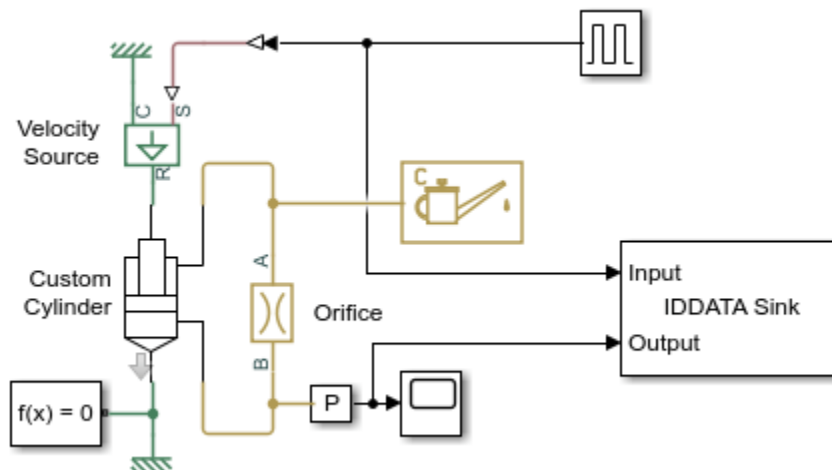 C
S
Velocity
Source
R
C
A
Custom
Cylinder
Orifice
B
Input
IDDATA Sink
Output
P
f(x) = 0